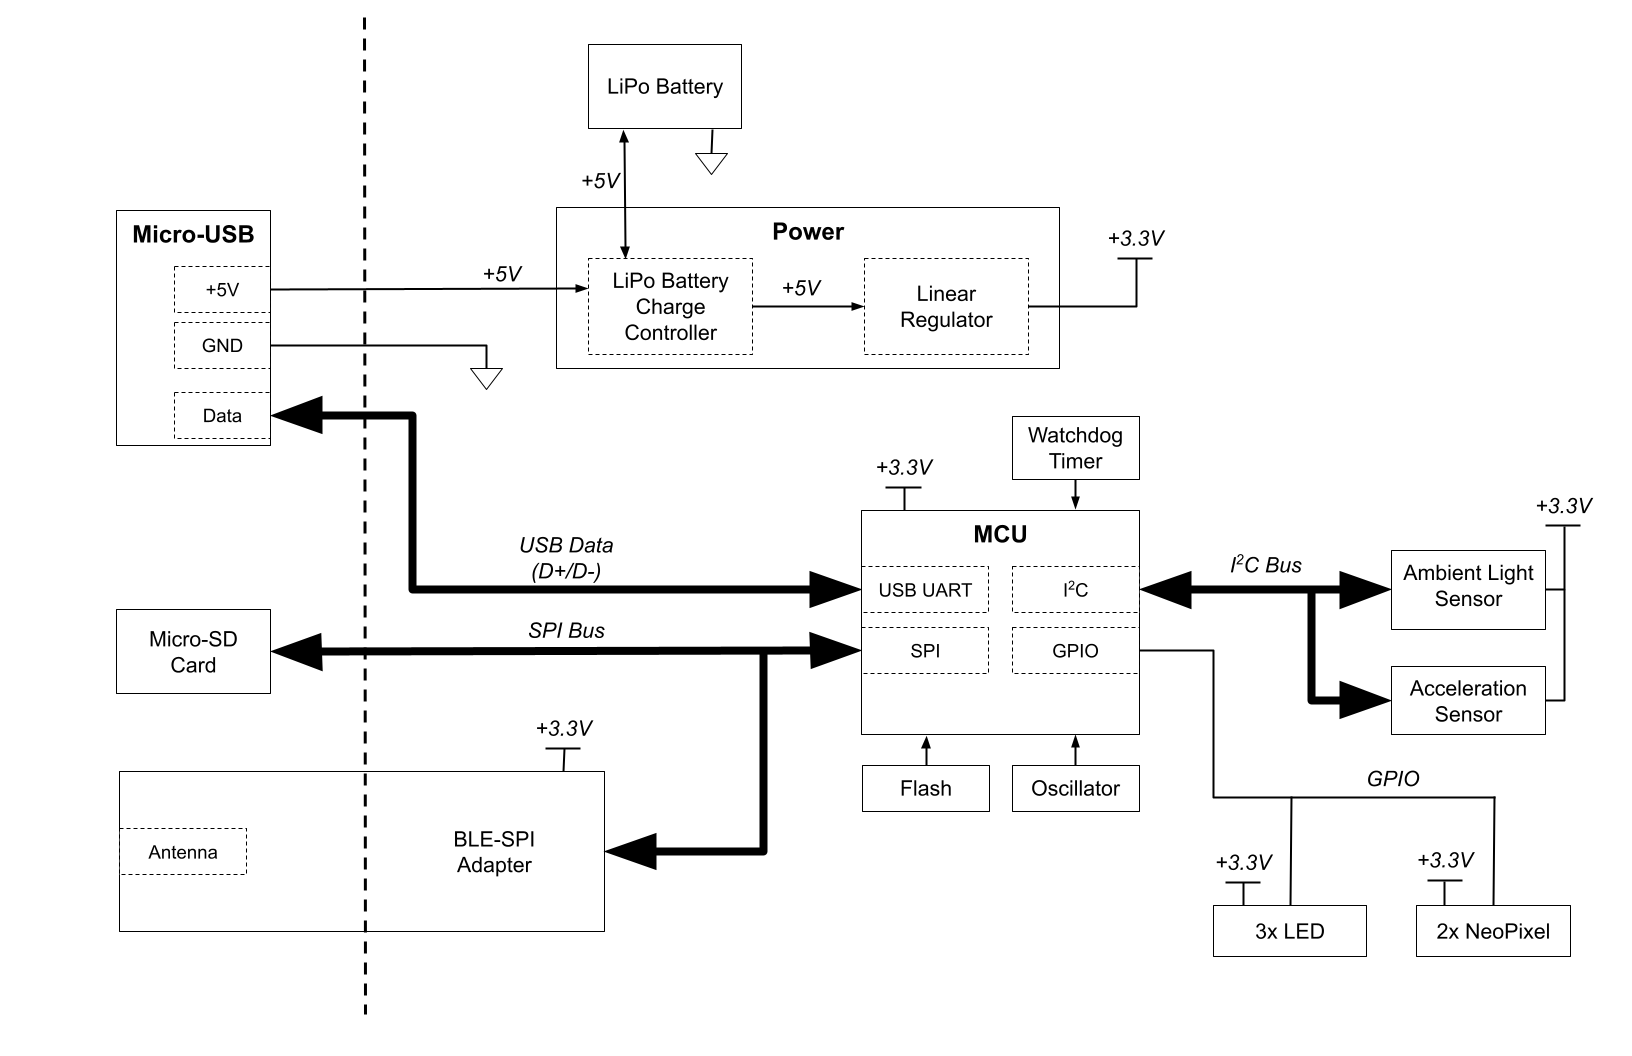 LiPo Battery
+5V
Micro-USB
+5V
GND
Data
+5V
Power
LiPo Battery
Charge
Controller
+5V
Linear
Regulator
+3.3V
Watchdog
Timer
+3.3V
MCU
USB UART
I²C
SPI
GPIO
USB Data
(D+/D-)
SPI Bus
I²C Bus
+3.3V
Ambient Light
Sensor
Acceleration
Sensor
Micro-SD
Card
+3.3V
Antenna
BLE-SPI
Adapter
Flash
Oscillator
GPIO
+3.3V
3x LED
+3.3V
2x NeoPixel